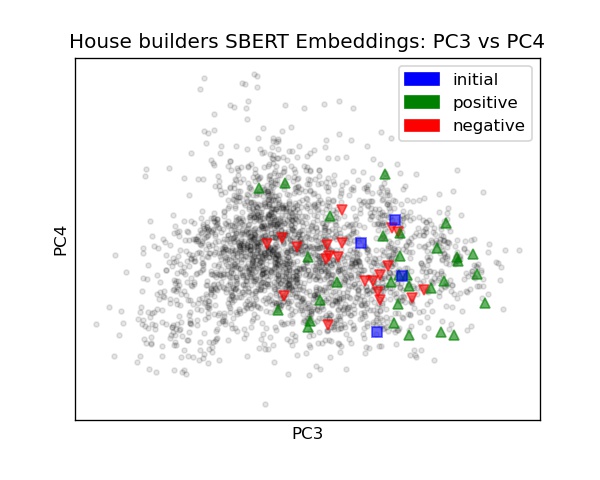 House builders SBERT Embeddings: PC3 vs PC4
initial
positive
negative
PC4
PC3